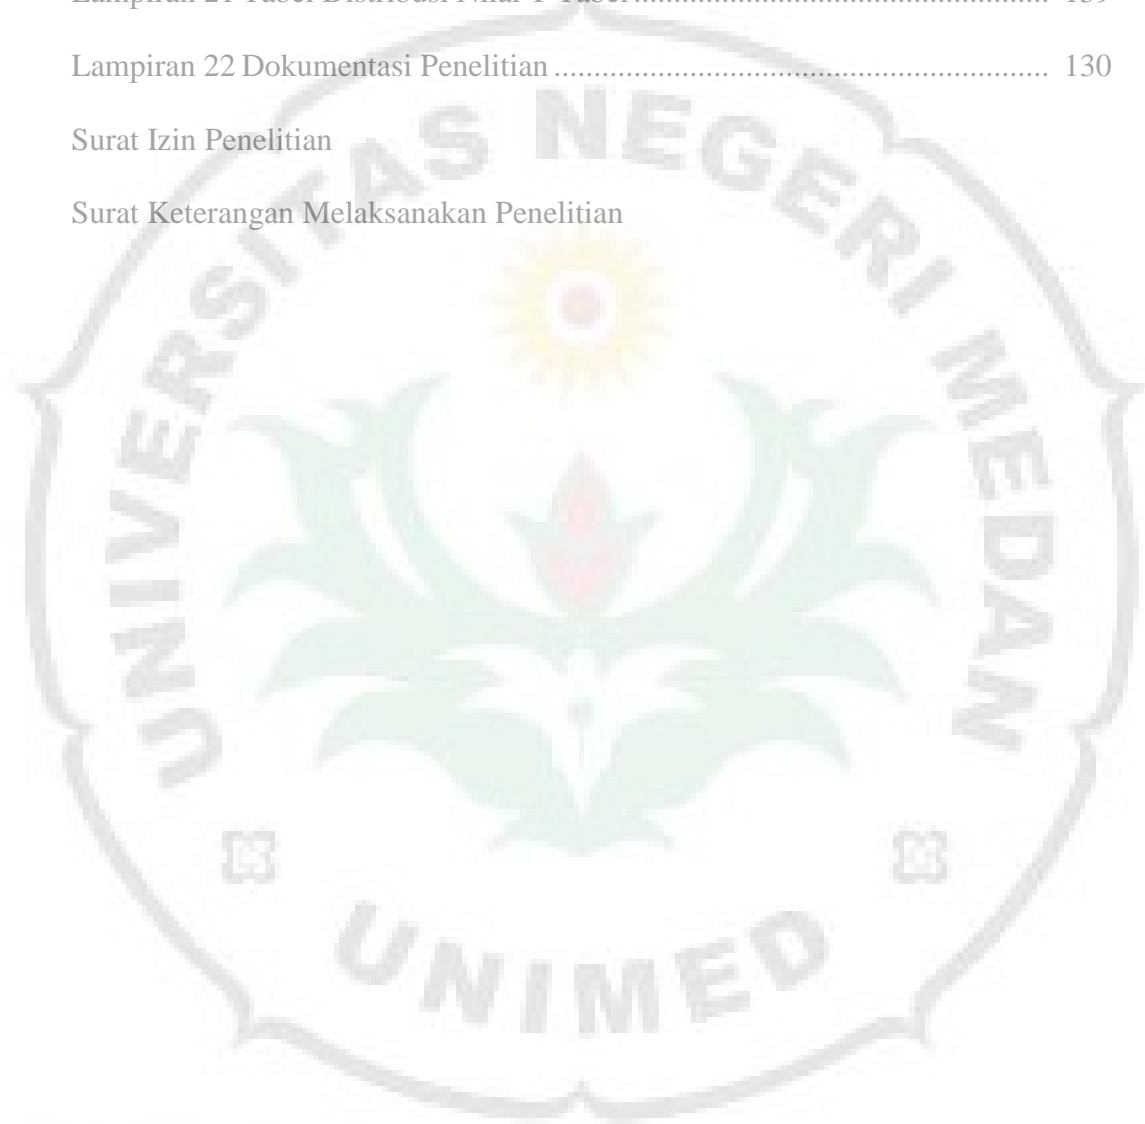 Lampiran 22 Dokumentasi Penelitian ........................................................ 130
Surat Izin Penelitian
Surat Keterangan Melaksanakan Penelitian
UNIVERSITAS NEGERI MEDAN
UNIMED